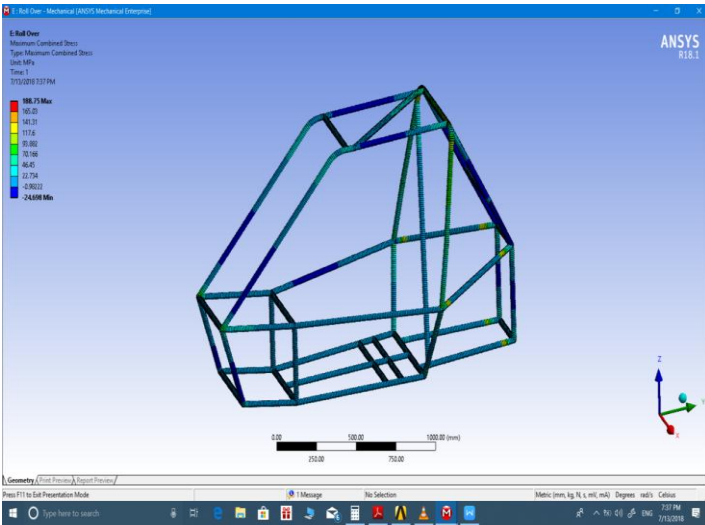 E : Roll Over - Mechanical [ANSYS Mechanical Enterprise]
E: Roll Over
Maximum Combined Stress
Type: Maximum Combined Stress
Unit: MPa
Time: 1
7/13/2018 7:37 PM
188.75 Max
165.03
141.31
117.6
93.882
70.166
46.45
22.734
-0.98222
-24.698 Min
ANSYS
R18.1
Z
Y
X
0.00 500.00 1000.00 (mm)
250.00 750.00
Geometry Print Preview Report Preview
Press F11 to Exit Presentation Mode 1 Message No Selection Metric (mm, kg, N, s, mV, mA) Degrees rad/s Celsius
Type here to search ENG 7:37 PM
7/13/2018